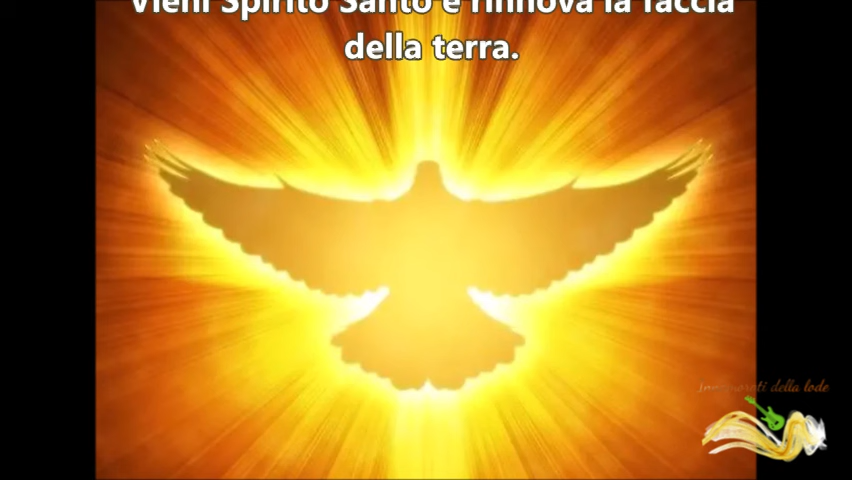 Vieni Spirito Santo e rinnova la faccia
della terra.
Innamorati della lode